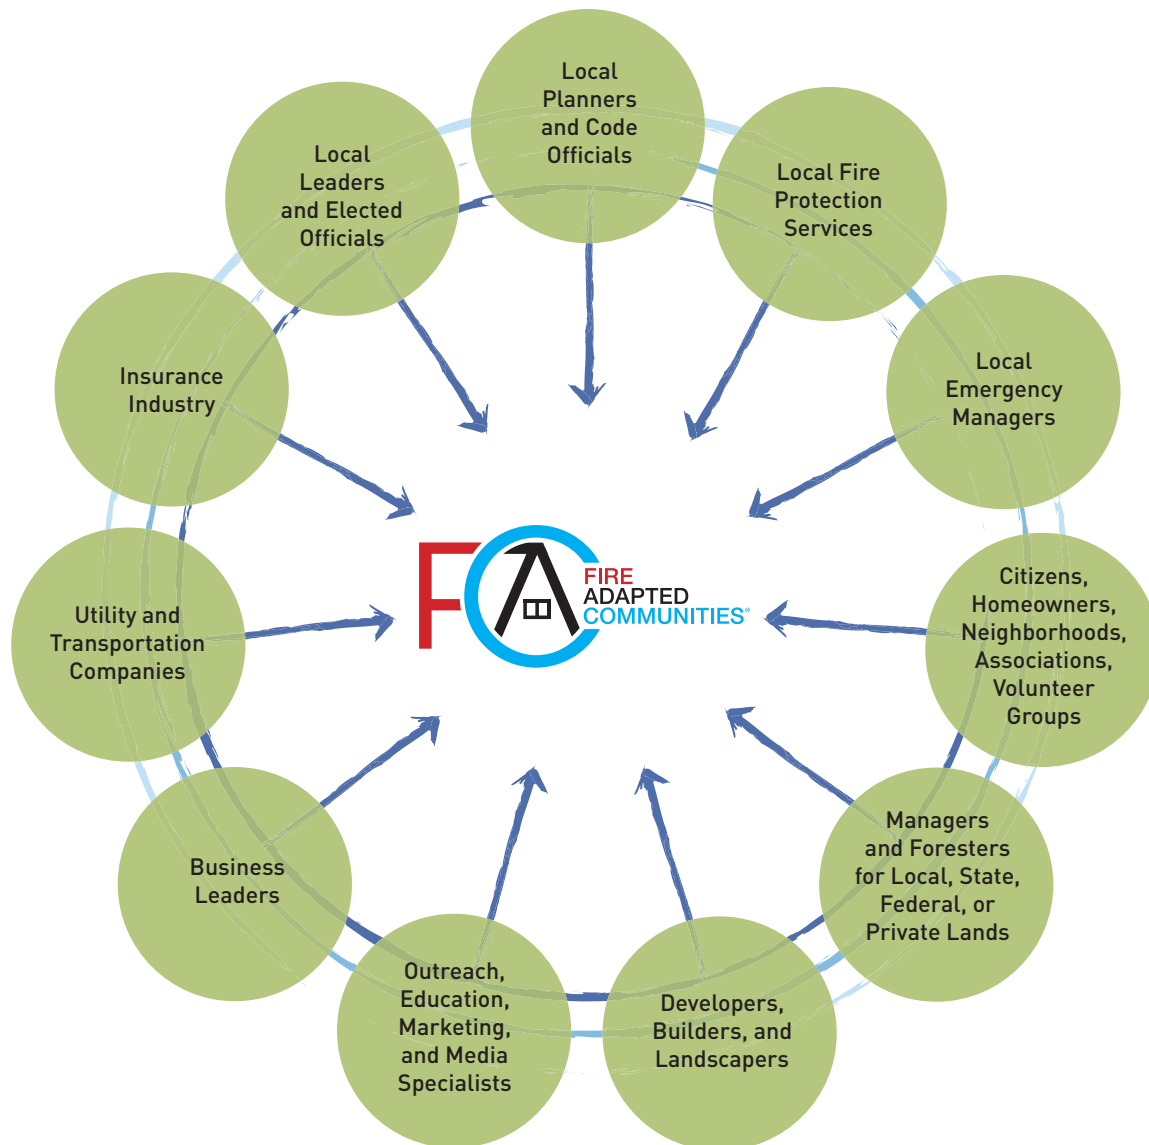 Local
Planners
and Code
Officials
Local Fire
Protection
Services
Local
Emergency
Managers
Citizens,
Homeowners,
Neighborhoods,
Associations,
Volunteer
Groups
Managers
and Foresters
for Local, State,
Federal, or
Private Lands
Developers,
Builders, and
Landscapers
Outreach,
Education,
Marketing,
and Media
Specialists
Business
Leaders
Utility and
Transportation
Companies
Insurance
Industry
Local
Leaders
and Elected
Officials
FAC
FIRE
ADAPTED
COMMUNITIES®